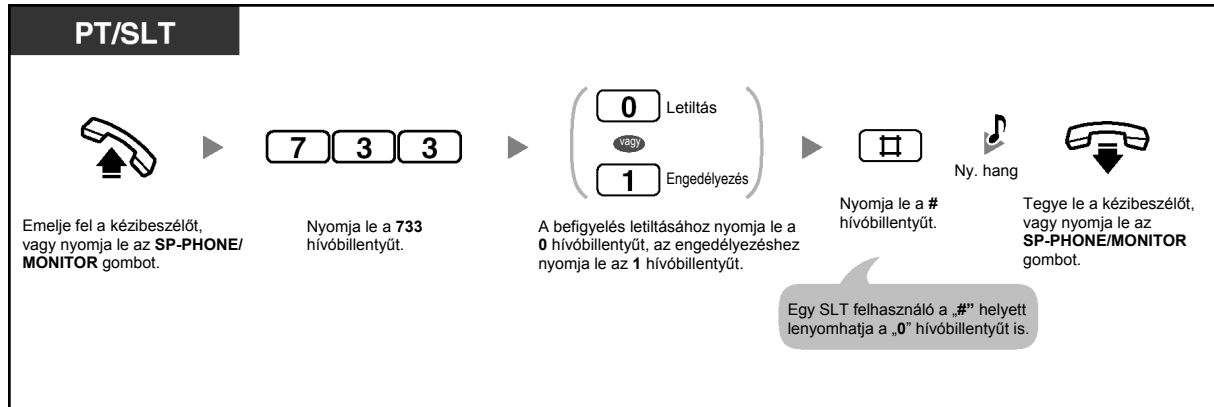 PT/SLT
7 3 3
0 Letiltás
vagy
1 Engedélyezés
#
Ny. hang
Emelje fel a kézibeszélőt,
vagy nyomja le az SP-PHONE/
MONITOR gombot.
Nyomja le a 733
hívóbillentyűt.
A befigyelés letiltásához nyomja le a
0 hívóbillentyűt, az engedélyezéshez
nyomja le az 1 hívóbillentyűt.
Nyomja le a #
hívóbillentyűt.
Tegye le a kézibeszélőt,
vagy nyomja le az
SP-PHONE/MONITOR
gombot.
Egy SLT felhasználó a „#” helyett
lenyomhatja a „0” hívóbillentyűt is.